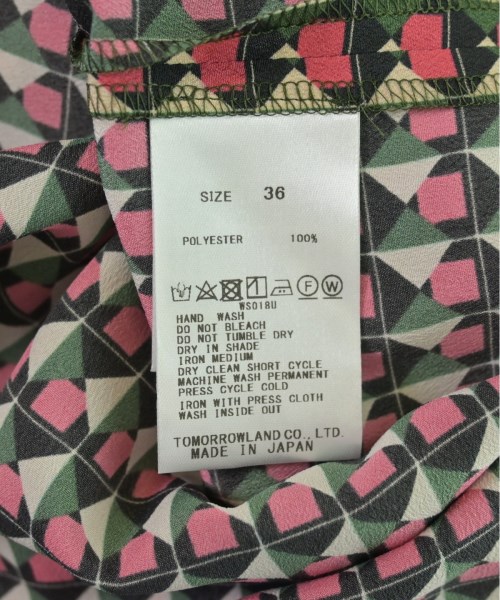 SIZE 36
POLYESTER 100%
F W
WS018U
HAND WASH
DO NOT BLEACH
DO NOT TUMBLE DRY
DRY IN SHADE
IRON MEDIUM
DRY CLEAN SHORT CYCLE
MACHINE WASH PERMANENT
PRESS CYCLE COLD
IRON WITH PRESS CLOTH
WASH INSIDE OUT
TOMORROWLAND CO., LTD.
MADE IN JAPAN